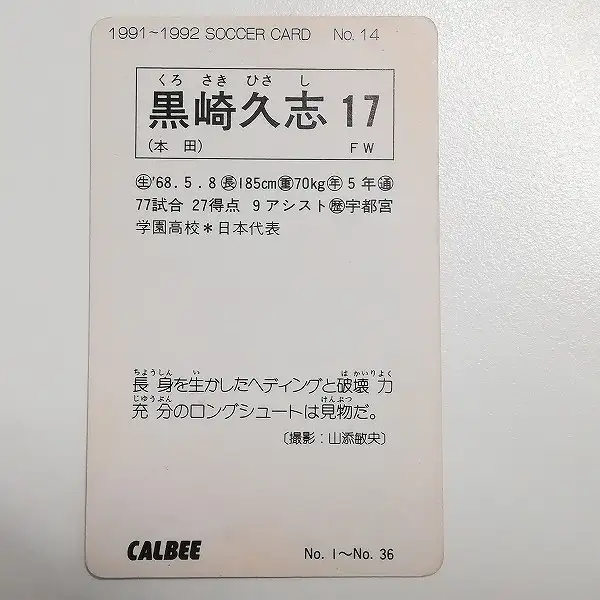 1991~1992 SOCCER CARD No. 14
くろ さき ひさ し
黒崎久志 17
(本 田) FW
生'68.5.8長185cm重70kg年5年通
77試合 27得点 9アシスト歴宇都宮
学園高校*日本代表
ちょうしん い は かいりよく
長身を生かしたヘディングと破壊力
じゅうぶん けんぶつ
充分のロングシュートは見物だ。
〔撮影:山添敏央〕
CALBEE No. 1〜No. 36